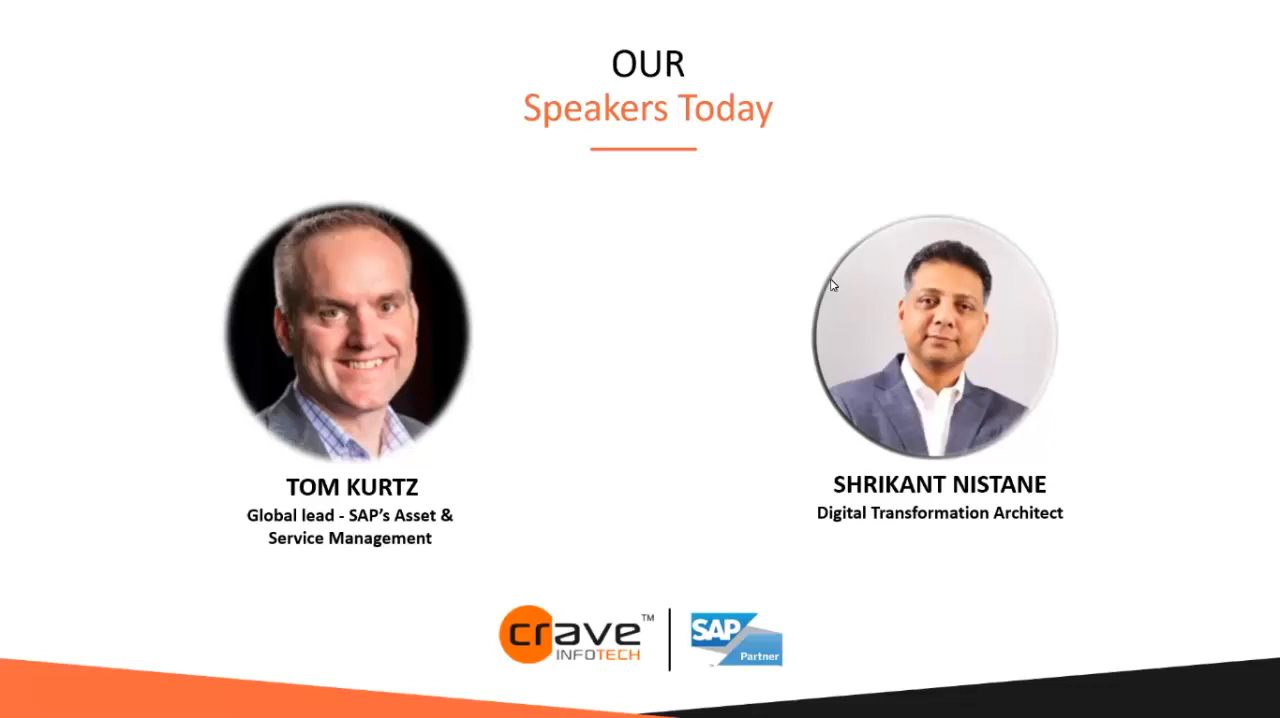 OUR
Speakers Today
TOM KURTZ
Global lead - SAP's Asset &
Service Management
SHRIKANT NISTANE
Digital Transformation Architect
crave™
INFOTECH
SAP
Partner